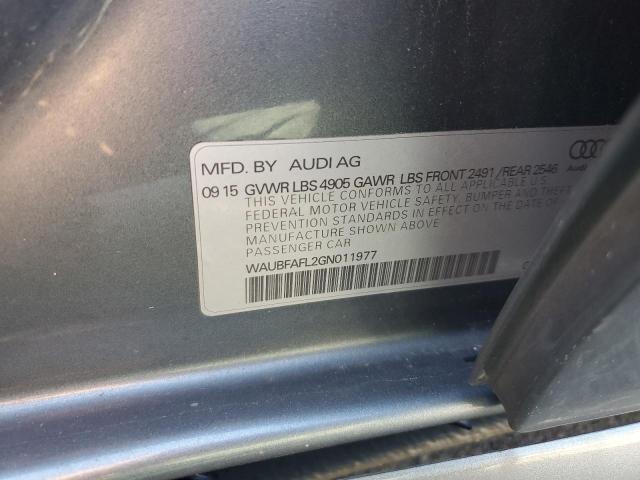 MFD. BY AUDI AG
09 15 GVWR LBS 4905 GAWR LBS FRONT 2491 /REAR 2546
Audi
THIS VEHICLE CONFORMS TO ALL APPLICABLE U.S.
FEDERAL MOTOR VEHICLE SAFETY, BUMPER AND THEFT
PREVENTION STANDARDS IN EFFECT ON THE DATE OF
MANUFACTURE SHOWN ABOVE
PASSENGER CAR
WAUBFAFL2GN011977